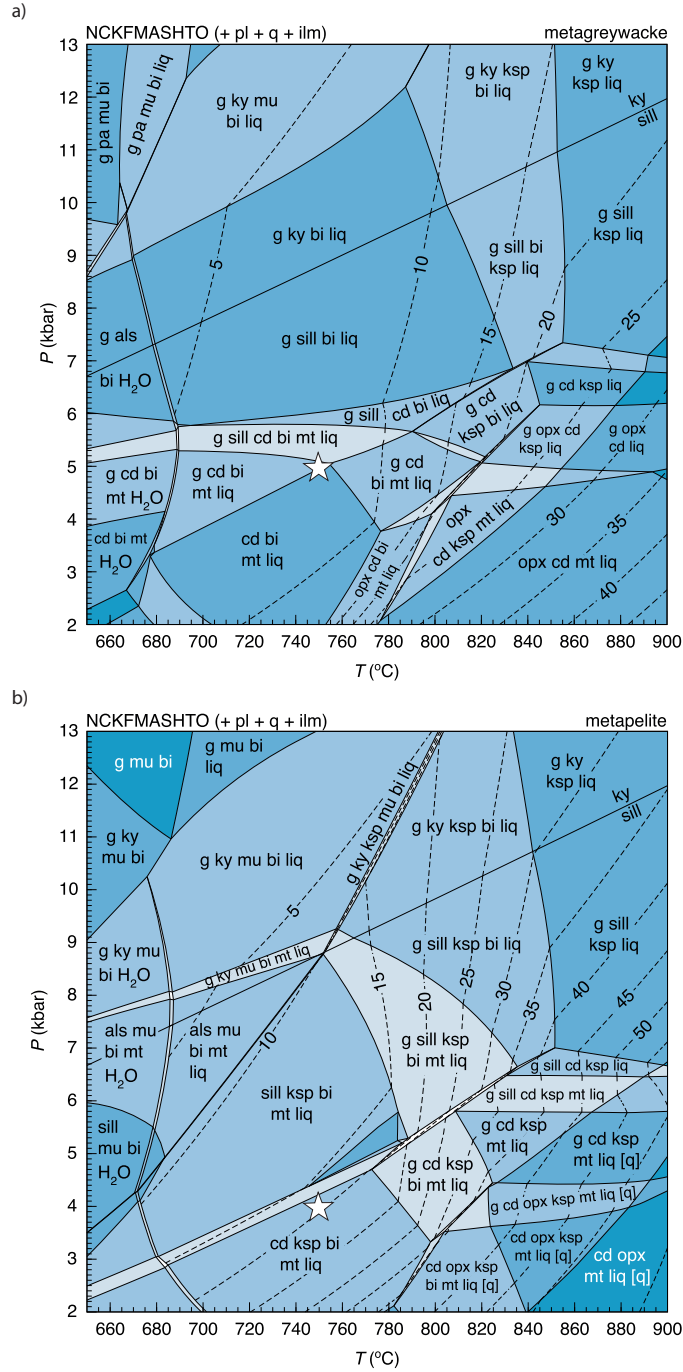 a)
NCKFMASHTO (+ pl + q + ilm)
metagreywacke
13
12
11
10
9
8
7
6
5
4
3
2
P (kbar)
g pa mu bi
g pa mu bi liq
g ky mu
bi liq
g ky ksp
bi liq
g ky
ksp liq
ky
sill
g ky bi liq
g sill bi
ksp liq
g sill
ksp liq
5
10
15
20
25
g als
bi H₂O
g sill bi liq
g sill cd bi liq
g cd
ksp bi liq
g cd ksp liq
g sill cd bi mt liq
g opx cd
ksp liq
g opx
cd liq
g cd bi
mt H₂O
g cd bi
mt liq
g cd
bi mt liq
cd bi mt
H₂O
cd bi
mt liq
opx cd bi
mt liq
opx
cd ksp mt liq
opx cd mt liq
30
35
40
660
680
700
720
740
760
780
800
820
840
860
880
900
T (ºC)
b)
NCKFMASHTO (+ pl + q + ilm)
metapelite
13
12
11
10
9
8
7
6
5
4
3
2
P (kbar)
g mu bi
g mu bi
liq
g ky
mu bi
g ky mu bi liq
g ky ksp mu bi liq
g ky ksp bi liq
g ky
ksp liq
ky
sill
g ky mu
bi H₂O
g ky mu bi mt liq
g sill ksp bi liq
g sill
ksp liq
5
10
15
20
25
30
35
40
45
50
als mu
bi mt
H₂O
als mu
bi mt
liq
g sill ksp
bi mt liq
g sill cd ksp liq
g sill cd ksp mt liq
sill ksp bi
mt liq
sill
mu bi
H₂O
g cd ksp
mt liq
g cd ksp
mt liq [q]
g cd ksp
bi mt liq
g cd opx ksp mt liq [q]
cd ksp bi
mt liq
cd opx ksp
bi mt liq [q]
cd opx ksp
mt liq [q]
cd opx
mt liq [q]
660
680
700
720
740
760
780
800
820
840
860
880
900
T (ºC)